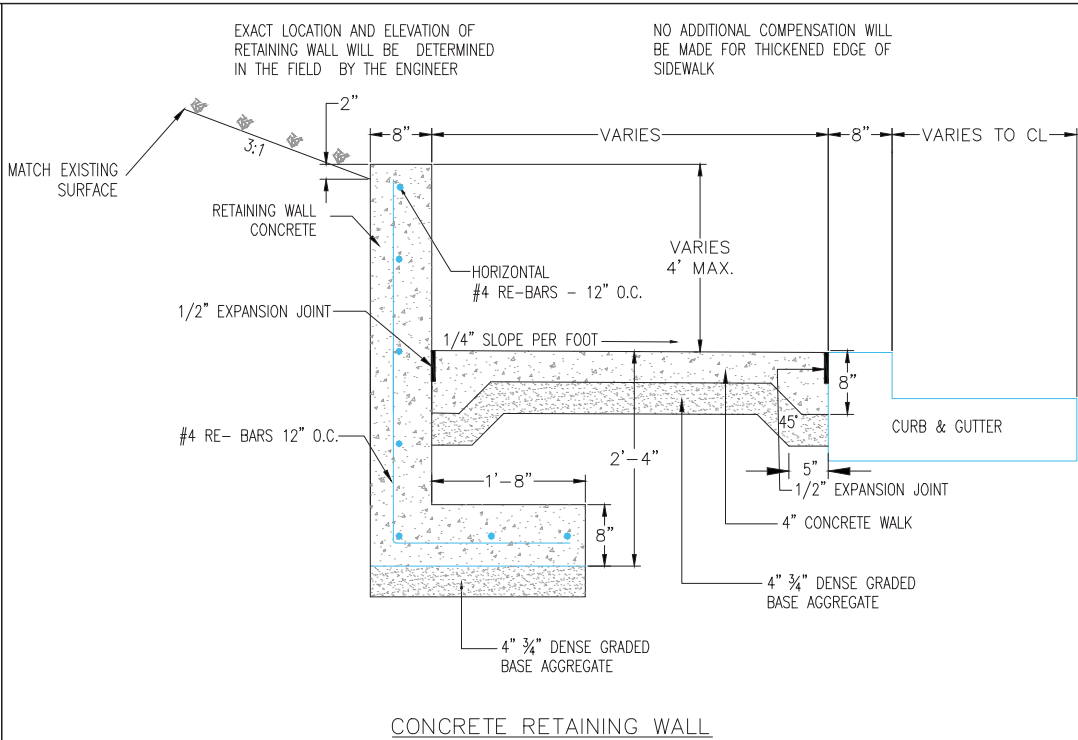 EXACT LOCATION AND ELEVATION OF
RETAINING WALL WILL BE DETERMINED
IN THE FIELD BY THE ENGINEER
NO ADDITIONAL COMPENSATION WILL
BE MADE FOR THICKENED EDGE OF
SIDEWALK
2"
8"
VARIES
8"
VARIES TO CL
3:1
MATCH EXISTING
SURFACE
RETAINING WALL
CONCRETE
VARIES
4' MAX.
HORIZONTAL
#4 RE-BARS - 12" O.C.
1/2" EXPANSION JOINT
1/4" SLOPE PER FOOT
8"
45°
CURB & GUTTER
#4 RE- BARS 12" O.C.
2'-4"
5"
1'-8"
1/2" EXPANSION JOINT
4" CONCRETE WALK
8"
4" ¾" DENSE GRADED
BASE AGGREGATE
4" ¾" DENSE GRADED
BASE AGGREGATE
CONCRETE RETAINING WALL